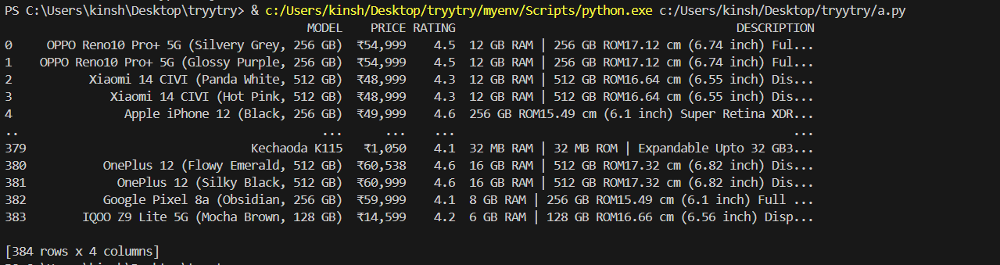 PS C:\Users\kinsh\Desktop\tryytry> & c:/Users/kinsh/Desktop/tryytry/myenv/Scripts/python.exe c:/Users/kinsh/Desktop/tryytry/a.py
MODEL PRICE RATING DESCRIPTION
0 OPPO Reno10 Pro+ 5G (Silvery Grey, 256 GB) ₹54,999 4.5 12 GB RAM | 256 GB ROM17.12 cm (6.74 inch) Ful...
1 OPPO Reno10 Pro+ 5G (Glossy Purple, 256 GB) ₹54,999 4.5 12 GB RAM | 256 GB ROM17.12 cm (6.74 inch) Ful...
2 Xiaomi 14 CIVI (Panda White, 512 GB) ₹48,999 4.3 12 GB RAM | 512 GB ROM16.64 cm (6.55 inch) Dis...
3 Xiaomi 14 CIVI (Hot Pink, 512 GB) ₹48,999 4.3 12 GB RAM | 512 GB ROM16.64 cm (6.55 inch) Dis...
4 Apple iPhone 12 (Black, 256 GB) ₹49,999 4.6 256 GB ROM15.49 cm (6.1 inch) Super Retina XDR...
.. ... ... ... ...
379 Kechaoda K115 ₹1,050 4.1 32 MB RAM | 32 MB ROM | Expandable Upto 32 GB3...
380 OnePlus 12 (Flowy Emerald, 512 GB) ₹60,538 4.6 16 GB RAM | 512 GB ROM17.32 cm (6.82 inch) Dis...
381 OnePlus 12 (Silky Black, 512 GB) ₹60,999 4.6 16 GB RAM | 512 GB ROM17.32 cm (6.82 inch) Dis...
382 Google Pixel 8a (Obsidian, 256 GB) ₹59,999 4.1 8 GB RAM | 256 GB ROM15.49 cm (6.1 inch) Full ...
383 IQOO Z9 Lite 5G (Mocha Brown, 128 GB) ₹14,599 4.2 6 GB RAM | 128 GB ROM16.66 cm (6.56 inch) Disp...
[384 rows x 4 columns]